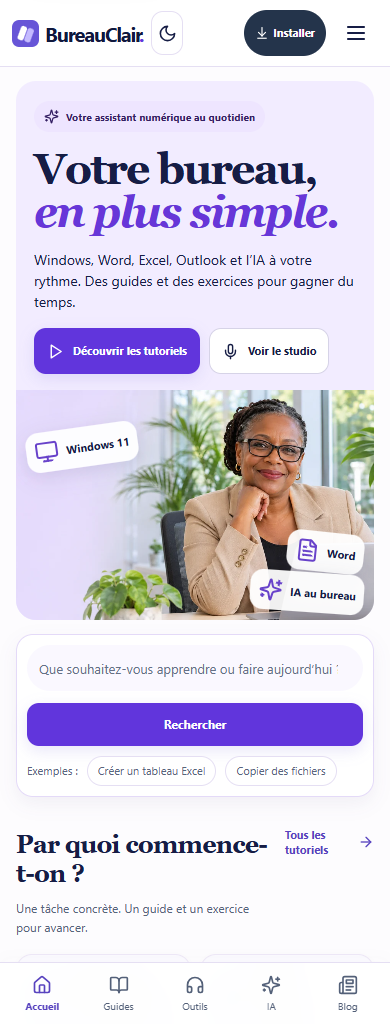 BureauClair.
Installer
Votre assistant numérique au quotidien
Votre bureau,
en plus simple.
Windows, Word, Excel, Outlook et l’IA à votre
rythme. Des guides et des exercices pour gagner du
temps.
Découvrir les tutoriels
Voir le studio
Windows 11
Word
IA au bureau
Que souhaitez-vous apprendre ou faire aujourd’hui ?
Rechercher
Exemples :
Créer un tableau Excel
Copier des fichiers
Par quoi commence-
t-on ?
Tous les
tutoriels
Une tâche concrète. Un guide et un exercice
pour avancer.
Accueil
Guides
Outils
IA
Blog